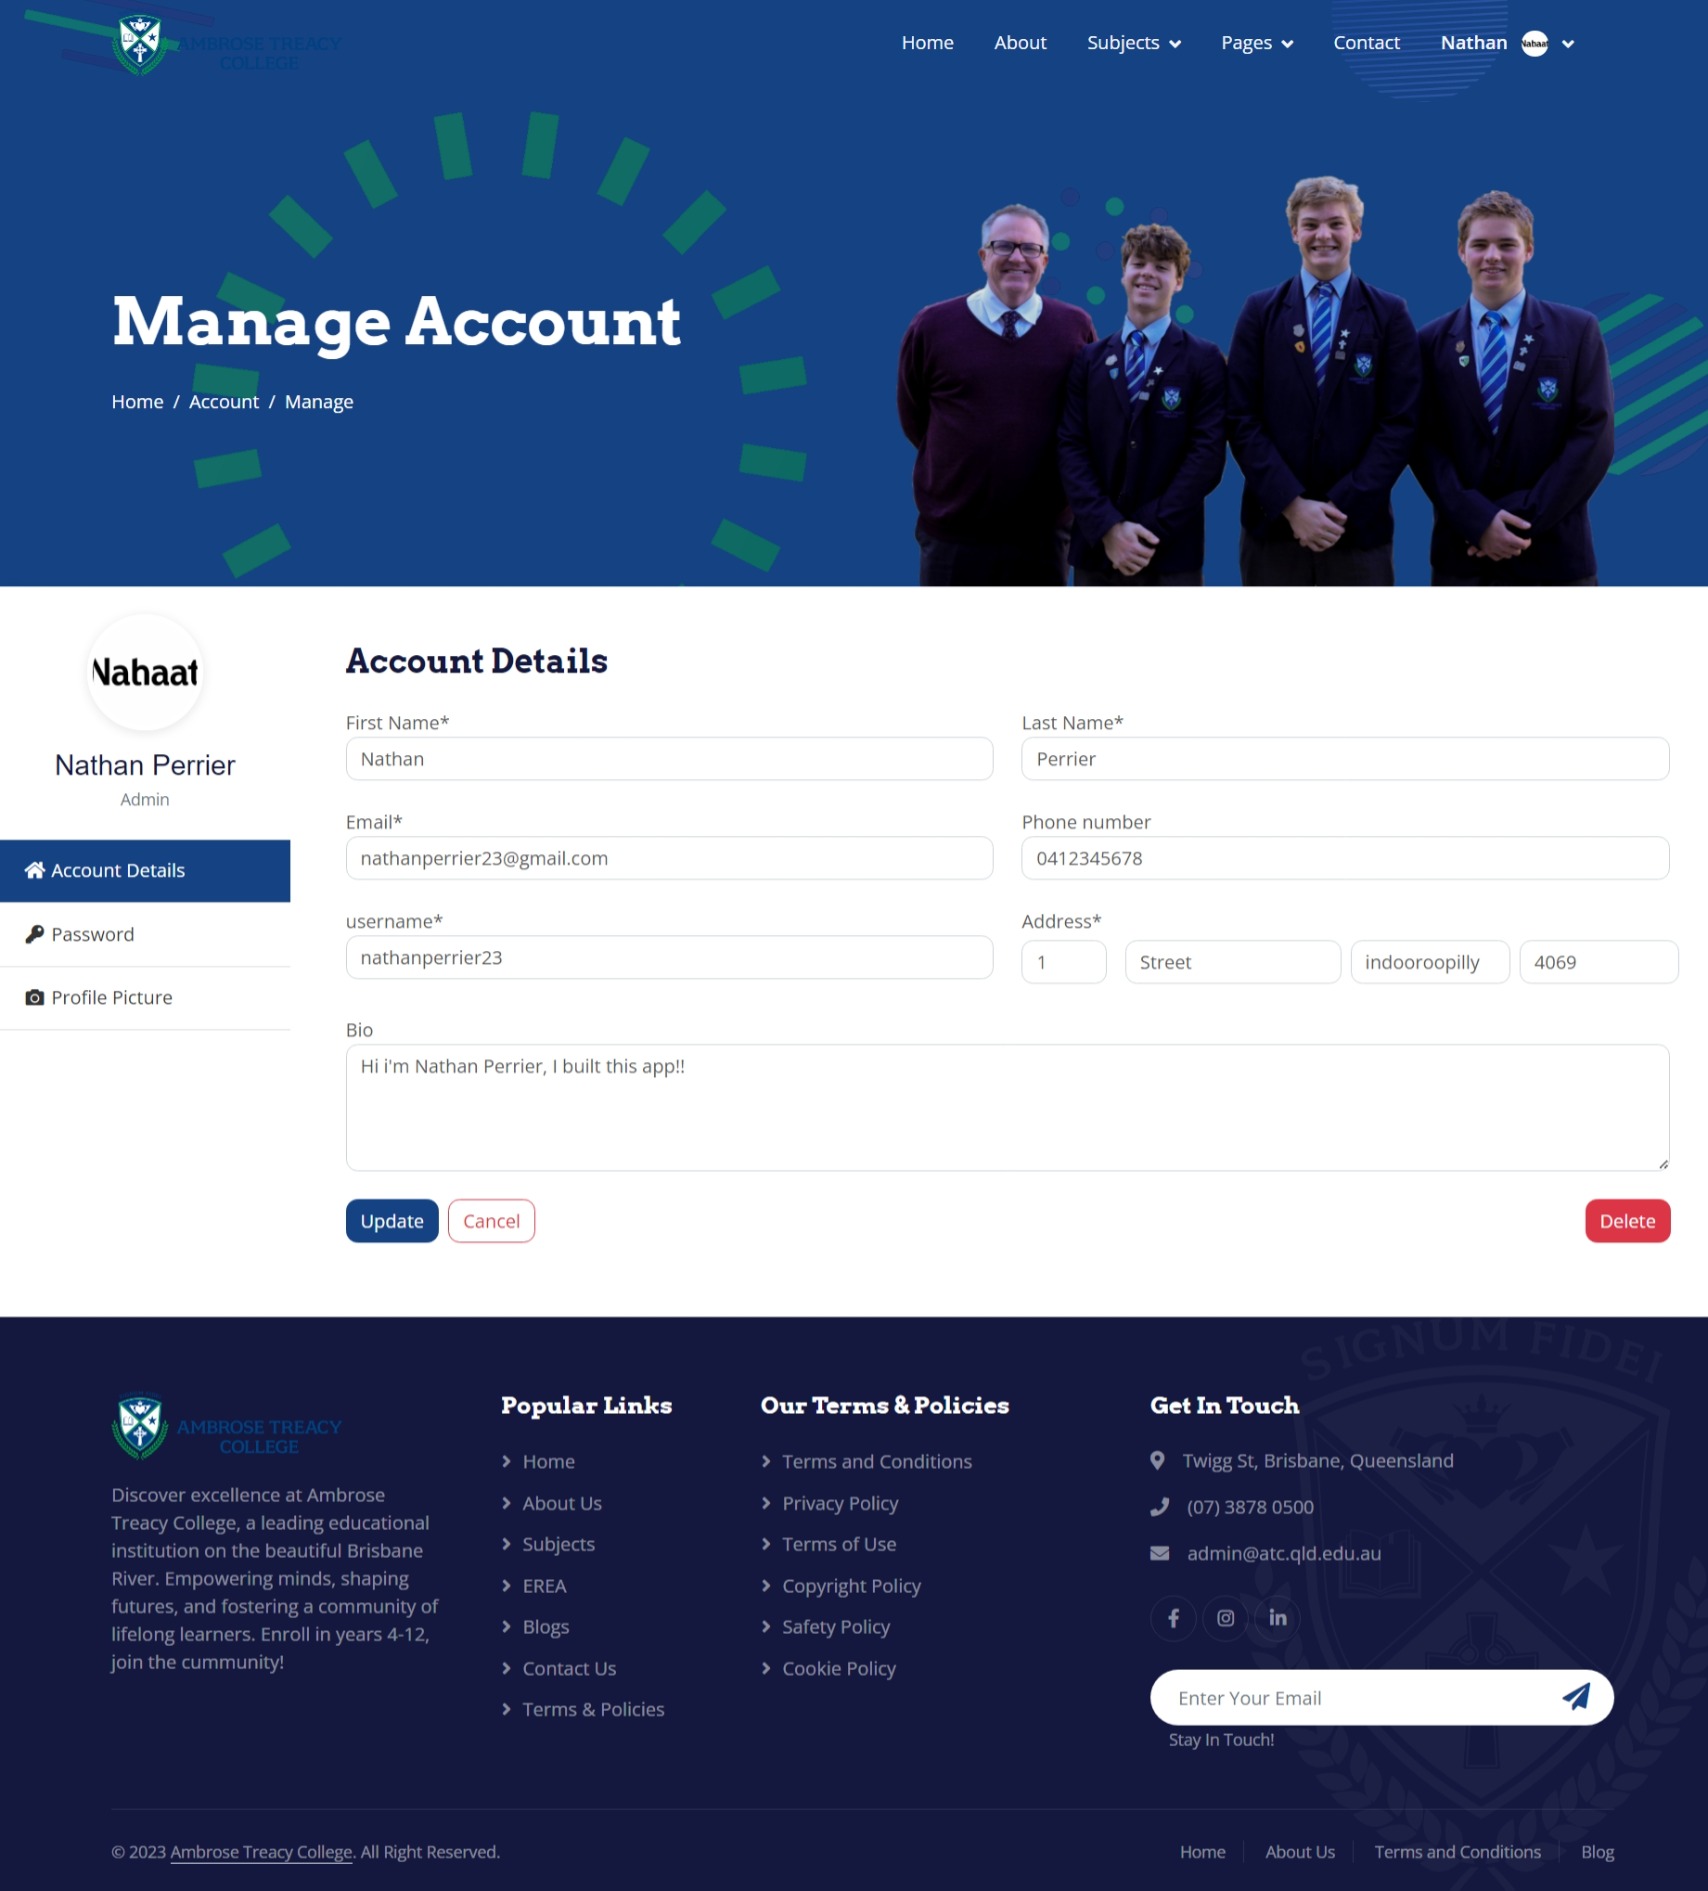 AMBROSE TREACY
COLLEGE
Home About Subjects Pages Contact Nathan Nahaat
Manage Account
Home / Account / Manage
Nahaat
Nathan Perrier
Admin
Account Details
Password
Profile Picture
Account Details
First Name* Last Name*
Nathan Perrier
Email* Phone number
nathanperrier23@gmail.com 0412345678
username* Address*
nathanperrier23 1 Street indooroopilly 4069
Bio
Hi i'm Nathan Perrier, I built this app!!
Update Cancel Delete
SIGNUM FIDEI
AMBROSE TREACY
COLLEGE
Discover excellence at Ambrose
Treacy College, a leading educational
institution on the beautiful Brisbane
River. Empowering minds, shaping
futures, and fostering a community of
lifelong learners. Enroll in years 4-12,
join the cummunity!
Popular Links
Home
About Us
Subjects
EREA
Blogs
Contact Us
Terms & Policies
Our Terms & Policies
Terms and Conditions
Privacy Policy
Terms of Use
Copyright Policy
Safety Policy
Cookie Policy
Get In Touch
Twigg St, Brisbane, Queensland
(07) 3878 0500
admin@atc.qld.edu.au
Enter Your Email
Stay In Touch!
© 2023 Ambrose Treacy College. All Right Reserved.
Home About Us Terms and Conditions Blog